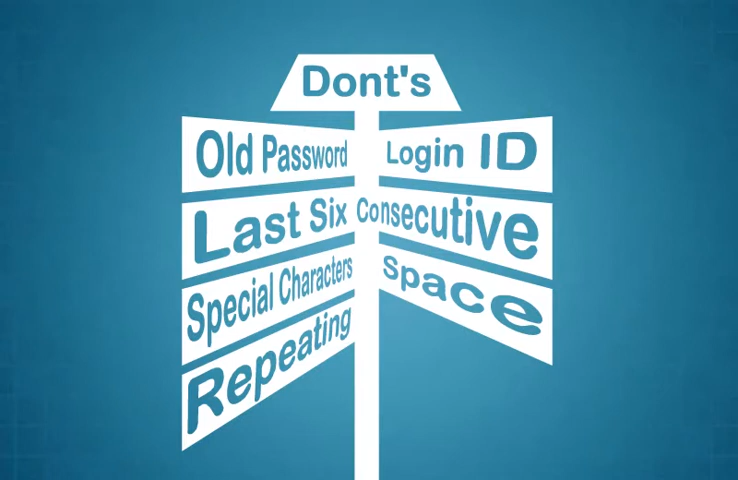 Dont's
Old Password
Login ID
Last Six
Consecutive
Special Characters
Space
Repeating